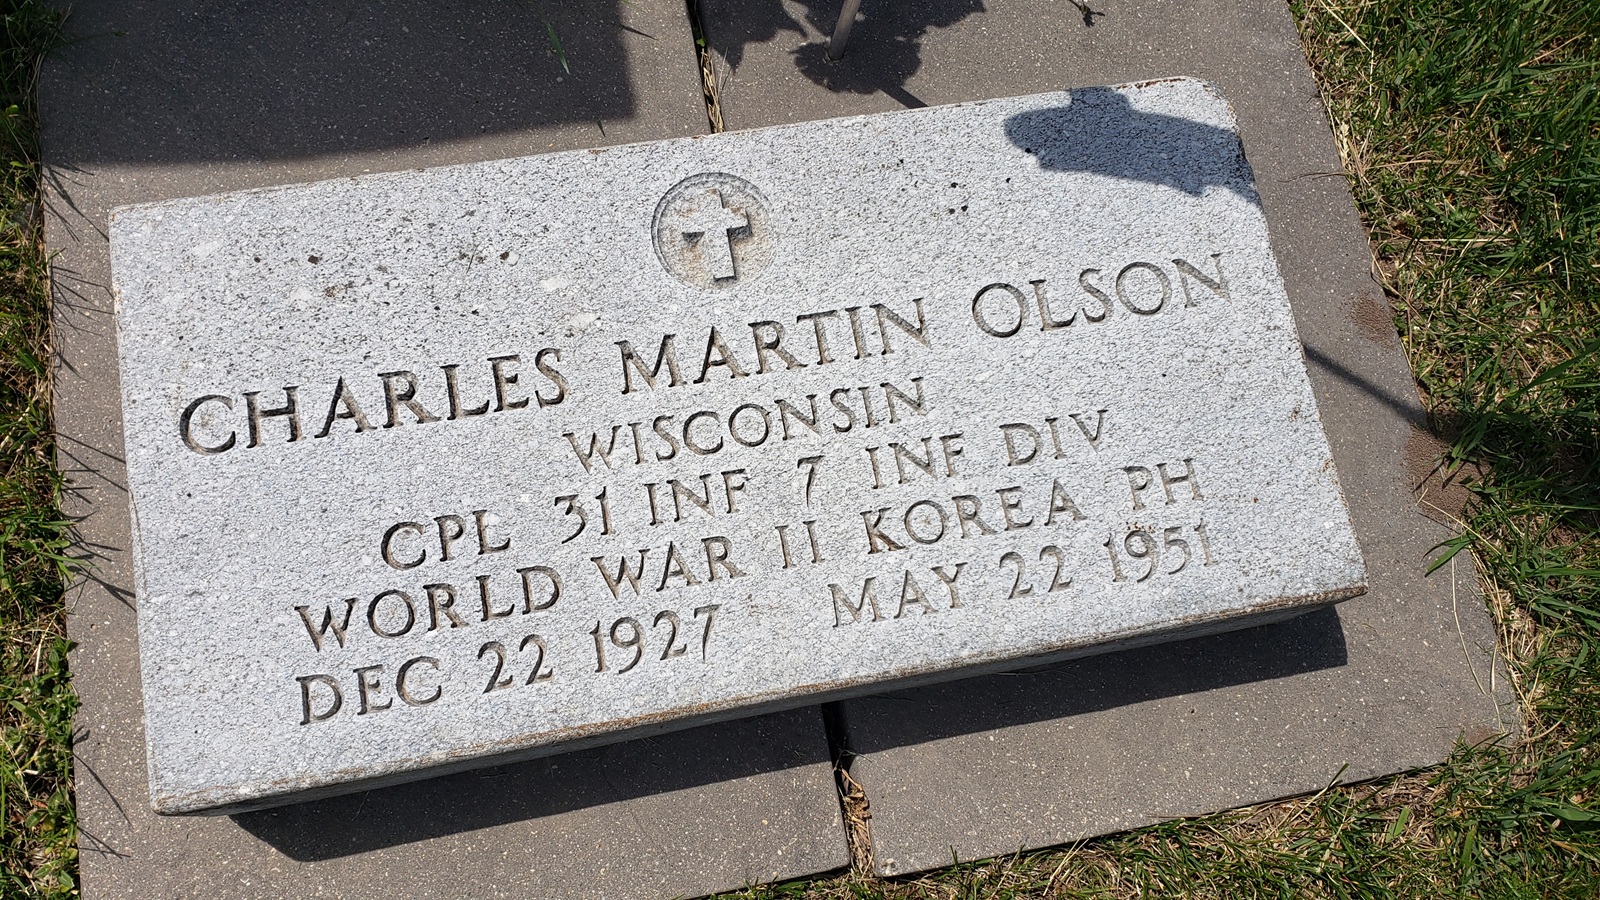 CHARLES MARTIN OLSON
WISCONSIN
CPL 31 INF 7 INF DIV
WORLD WAR II KOREA PH
DEC 22 1927 MAY 22 1951